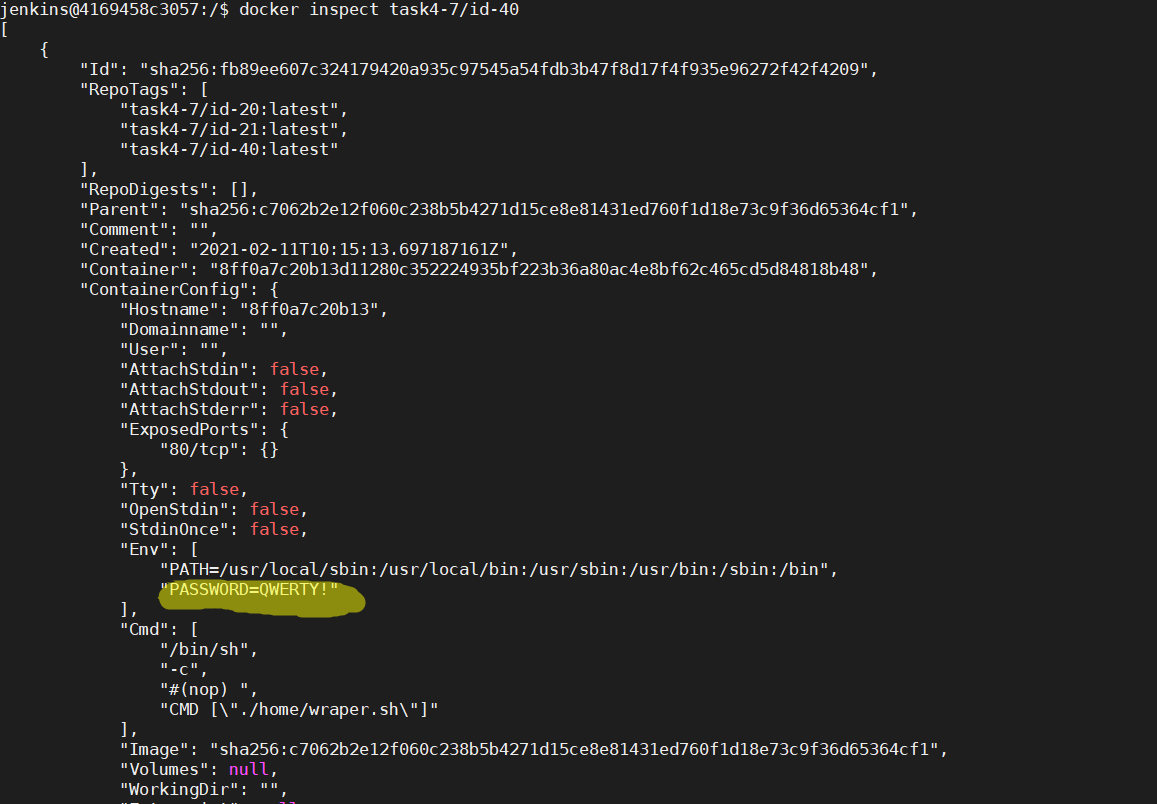 jenkins@4169458c3057:/$ docker inspect task4-7/id-40
[
    {
        "Id": "sha256:fb89ee607c324179420a935c97545a54fdb3b47f8d17f4f935e96272f42f4209",
        "RepoTags": [
            "task4-7/id-20:latest",
            "task4-7/id-21:latest",
            "task4-7/id-40:latest"
        ],
        "RepoDigests": [],
        "Parent": "sha256:c7062b2e12f060c238b5b4271d15ce8e81431ed760f1d18e73c9f36d65364cf1",
        "Comment": "",
        "Created": "2021-02-11T10:15:13.697187161Z",
        "Container": "8ff0a7c20b13d11280c352224935bf223b36a80ac4e8bf62c465cd5d84818b48",
        "ContainerConfig": {
            "Hostname": "8ff0a7c20b13",
            "Domainname": "",
            "User": "",
            "AttachStdin": false,
            "AttachStdout": false,
            "AttachStderr": false,
            "ExposedPorts": {
                "80/tcp": {}
            },
            "Tty": false,
            "OpenStdin": false,
            "StdinOnce": false,
            "Env": [
                "PATH=/usr/local/sbin:/usr/local/bin:/usr/sbin:/usr/bin:/sbin:/bin",
                "PASSWORD=QWERTY!"
            ],
            "Cmd": [
                "/bin/sh",
                "-c",
                "#(nop) ",
                "CMD [\"./home/wraper.sh\"]"
            ],
            "Image": "sha256:c7062b2e12f060c238b5b4271d15ce8e81431ed760f1d18e73c9f36d65364cf1",
            "Volumes": null,
            "WorkingDir": "",